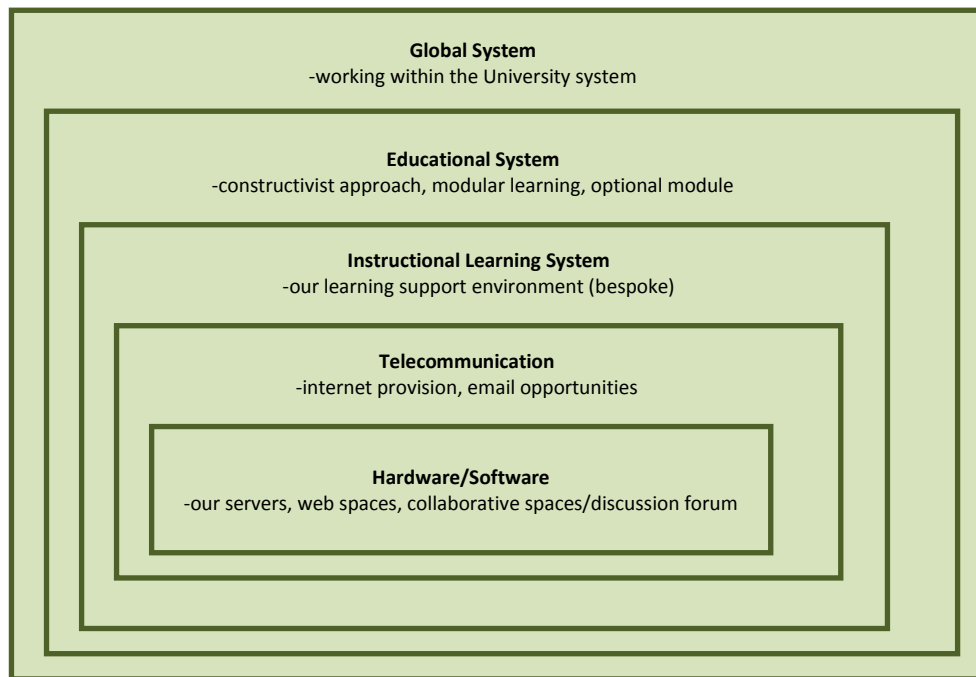 Global System
-working within the University system
Educational System
-constructivist approach, modular learning, optional module
Instructional Learning System
-our learning support environment (bespoke)
Telecommunication
-internet provision, email opportunities
Hardware/Software
-our servers, web spaces, collaborative spaces/discussion forum